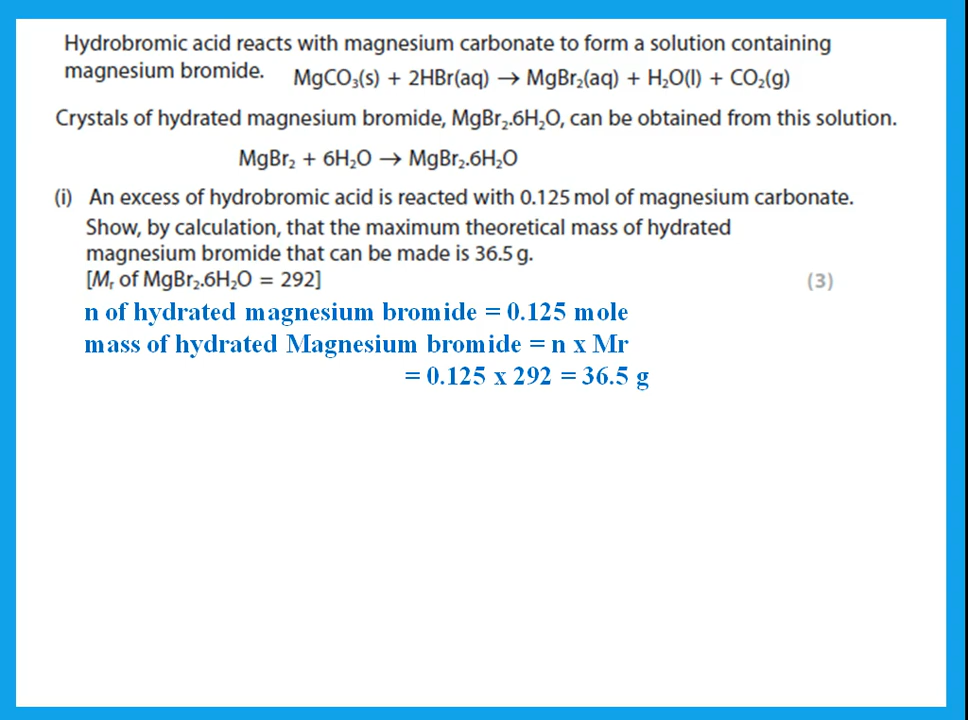 Hydrobromic acid reacts with magnesium carbonate to form a solution containing
magnesium bromide. MgCO₃(s) + 2HBr(aq) → MgBr₂(aq) + H₂O(l) + CO₂(g)
Crystals of hydrated magnesium bromide, MgBr₂.6H₂O, can be obtained from this solution.
MgBr₂ + 6H₂O → MgBr₂.6H₂O
(i) An excess of hydrobromic acid is reacted with 0.125 mol of magnesium carbonate.
Show, by calculation, that the maximum theoretical mass of hydrated
magnesium bromide that can be made is 36.5 g.
[Mᵣ of MgBr₂.6H₂O = 292] (3)
n of hydrated magnesium bromide = 0.125 mole
mass of hydrated Magnesium bromide = n x Mr
= 0.125 x 292 = 36.5 g